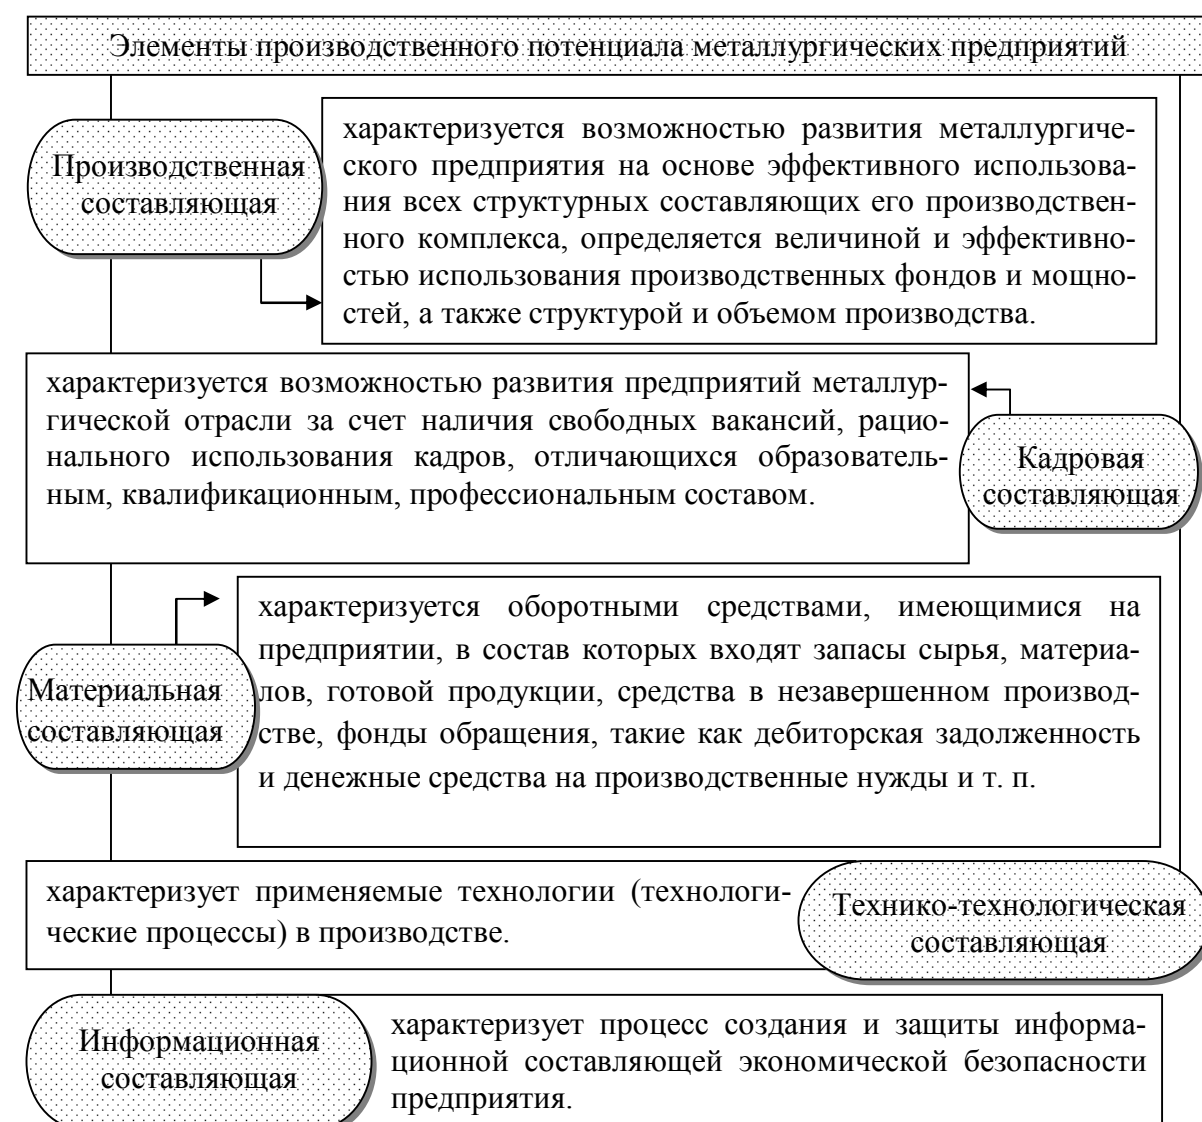 Элементы производственного потенциала металлургических предприятий
Производственная
составляющая
характеризуется возможностью развития металлургиче-
ского предприятия на основе эффективного использова-
ния всех структурных составляющих его производствен-
ного комплекса, определяется величиной и эффективно-
стью использования производственных фондов и мощно-
стей, а также структурой и объемом производства.
характеризуется возможностью развития предприятий металлур-
гической отрасли за счет наличия свободных вакансий, рацио-
нального использования кадров, отличающихся образователь-
ным, квалификационным, профессиональным составом.
Кадровая
составляющая
Материальная
составляющая
характеризуется оборотными средствами, имеющимися на
предприятии, в состав которых входят запасы сырья, материа-
лов, готовой продукции, средства в незавершенном производ-
стве, фонды обращения, такие как дебиторская задолженность
и денежные средства на производственные нужды и т. п.
характеризует применяемые технологии (технологи-
ческие процессы) в производстве.
Технико-технологическая
составляющая
Информационная
составляющая
характеризует процесс создания и защиты информа-
ционной составляющей экономической безопасности
предприятия.